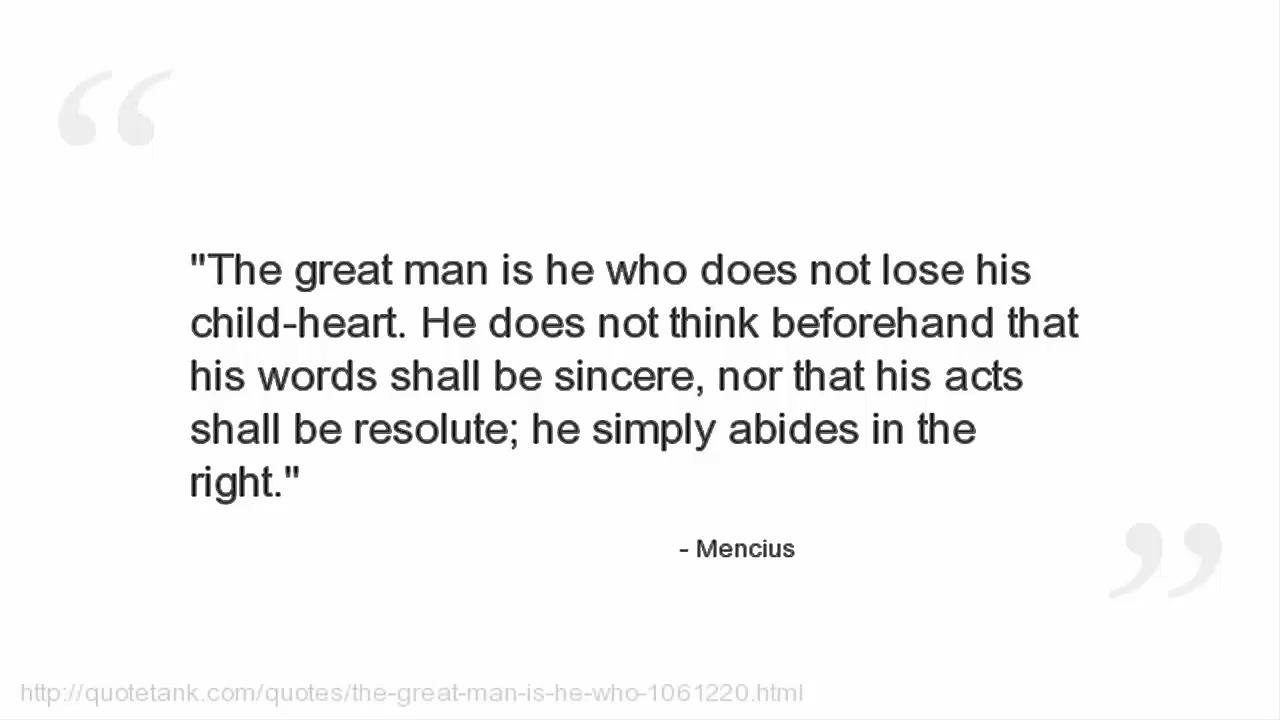 "The great man is he who does not lose his
child-heart. He does not think beforehand that
his words shall be sincere, nor that his acts
shall be resolute; he simply abides in the
right."
- Mencius
http://quotetank.com/quotes/the-great-man-is-he-who-1061220.html